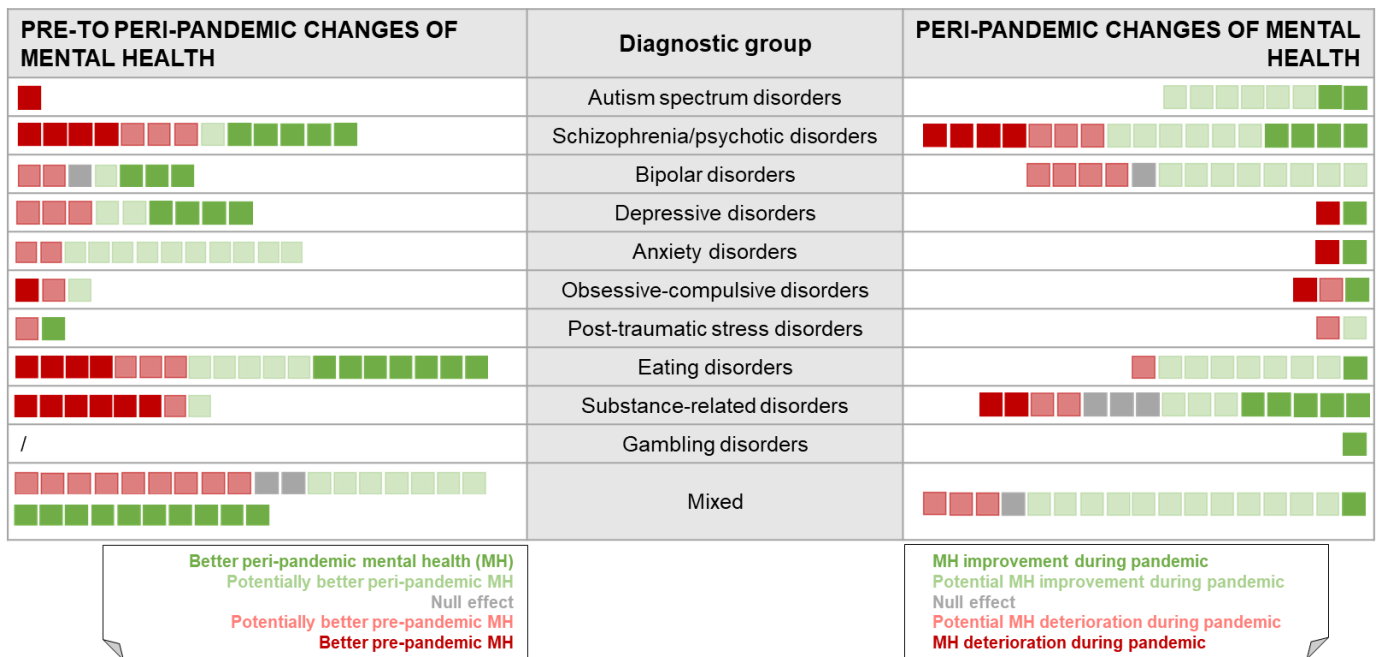 PRE-TO PERI-PANDEMIC CHANGES OF
MENTAL HEALTH
Diagnostic group
PERI-PANDEMIC CHANGES OF MENTAL
HEALTH
Autism spectrum disorders
Schizophrenia/psychotic disorders
Bipolar disorders
Depressive disorders
Anxiety disorders
Obsessive-compulsive disorders
Post-traumatic stress disorders
Eating disorders
Substance-related disorders
/
Gambling disorders
Mixed
Better peri-pandemic mental health (MH)
Potentially better peri-pandemic MH
Null effect
Potentially better pre-pandemic MH
Better pre-pandemic MH
MH improvement during pandemic
Potential MH improvement during pandemic
Null effect
Potential MH deterioration during pandemic
MH deterioration during pandemic